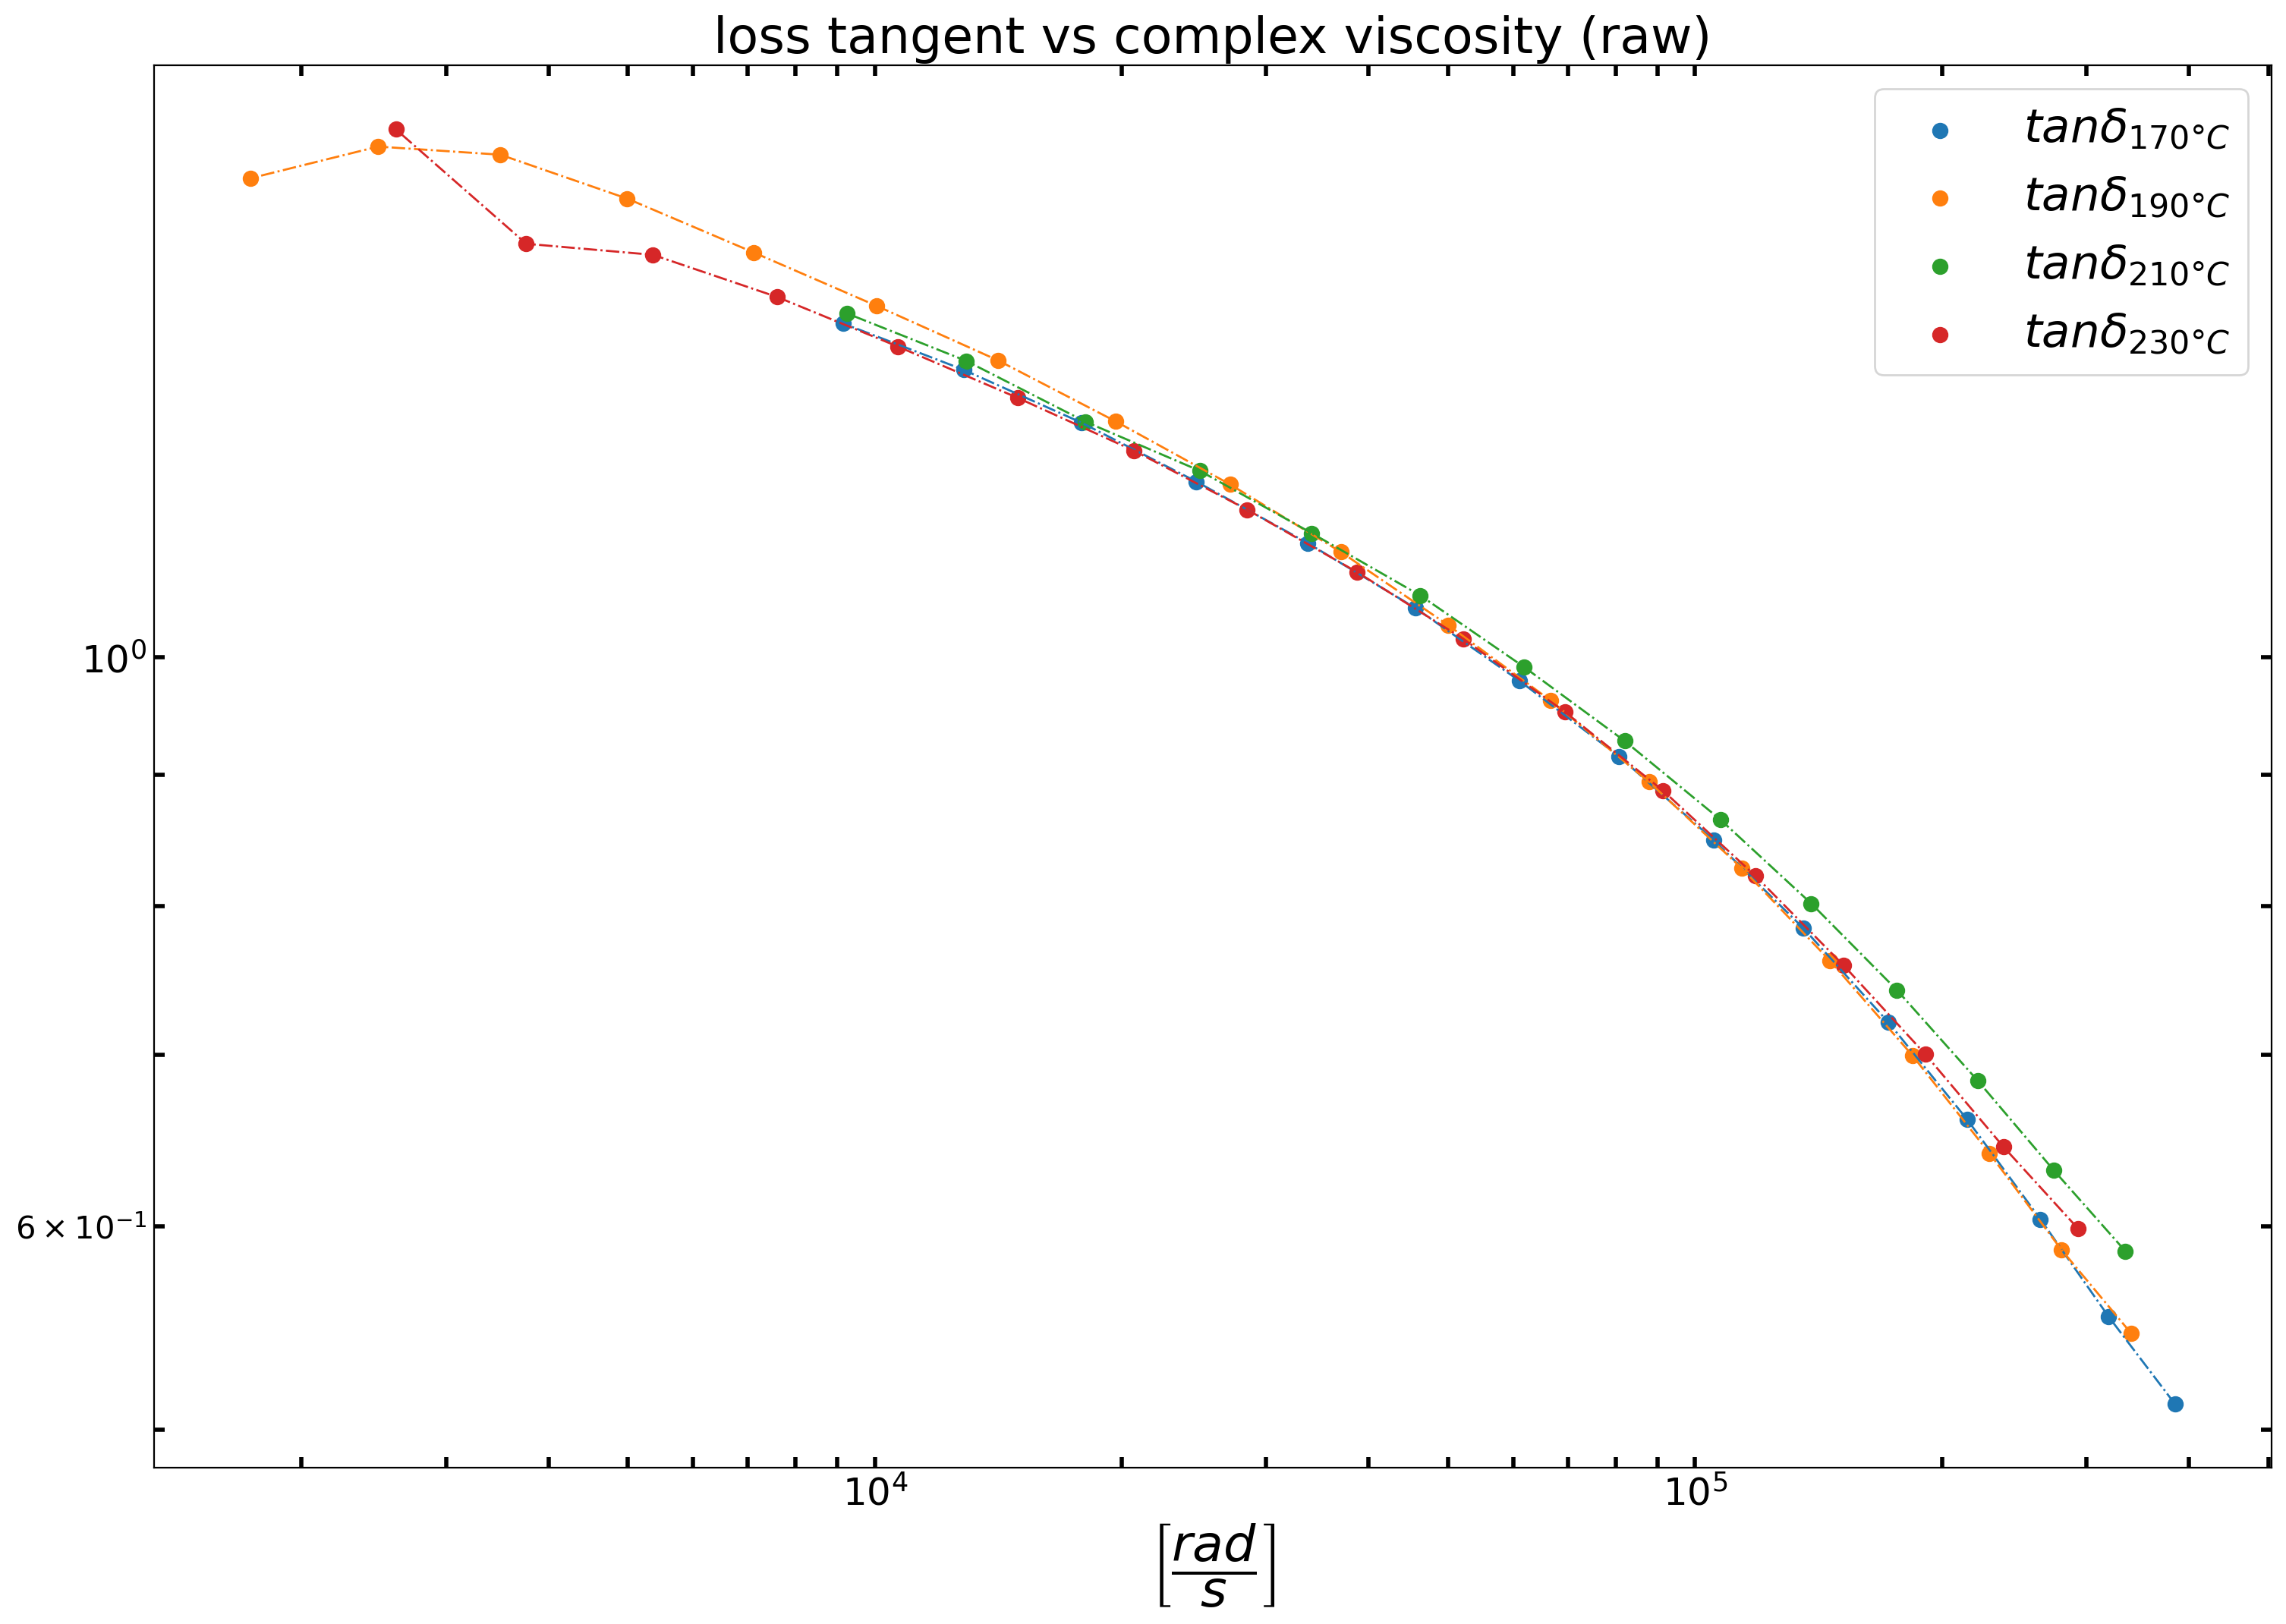 loss tangent vs complex viscosity (raw)
tanδ₁₇₀°C
tanδ₁₉₀°C
tanδ₂₁₀°C
tanδ₂₃₀°C
10⁰
6 × 10⁻¹
10⁴ 10⁵
[rad/s]